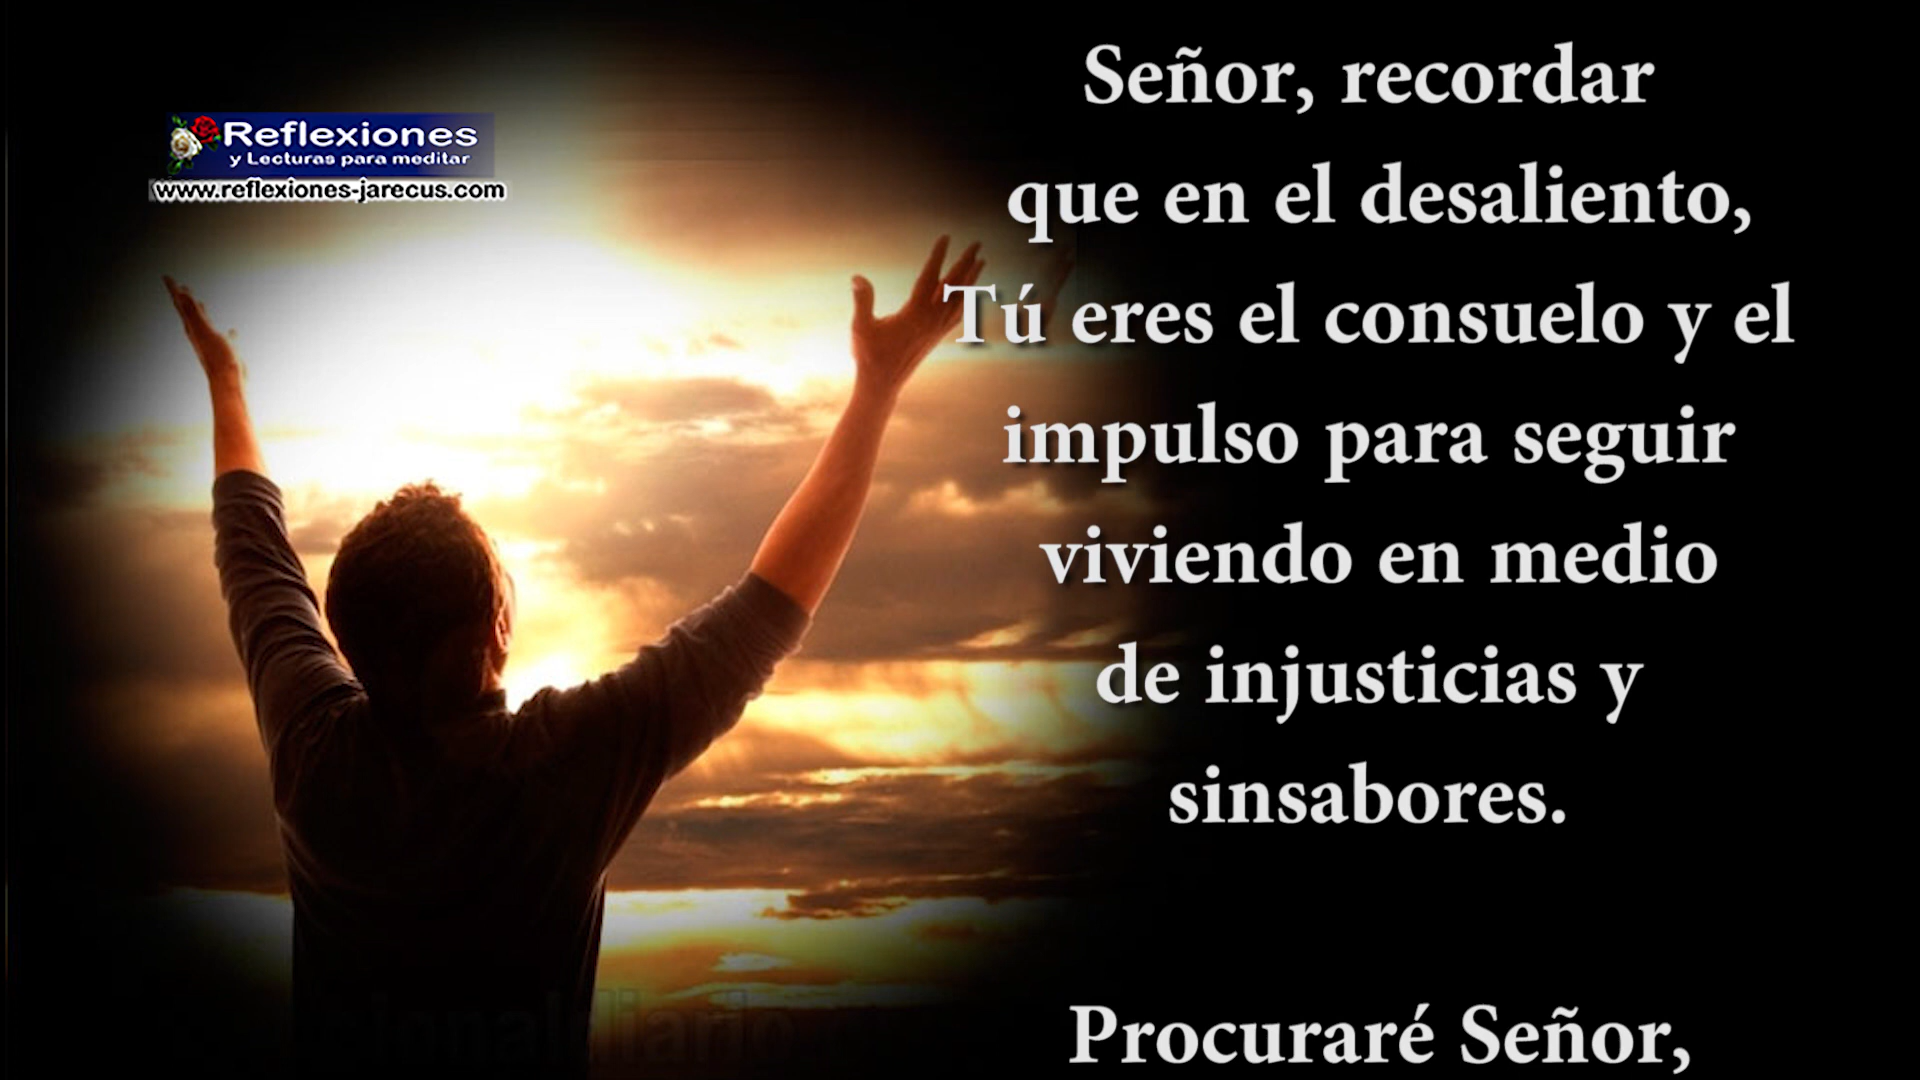 Reflexiones
y Lecturas para meditar
www.reflexiones-jarecus.com
Señor, recordar
que en el desaliento,
Tú eres el consuelo y el
impulso para seguir
viviendo en medio
de injusticias y
sinsabores.
Procuraré Señor,